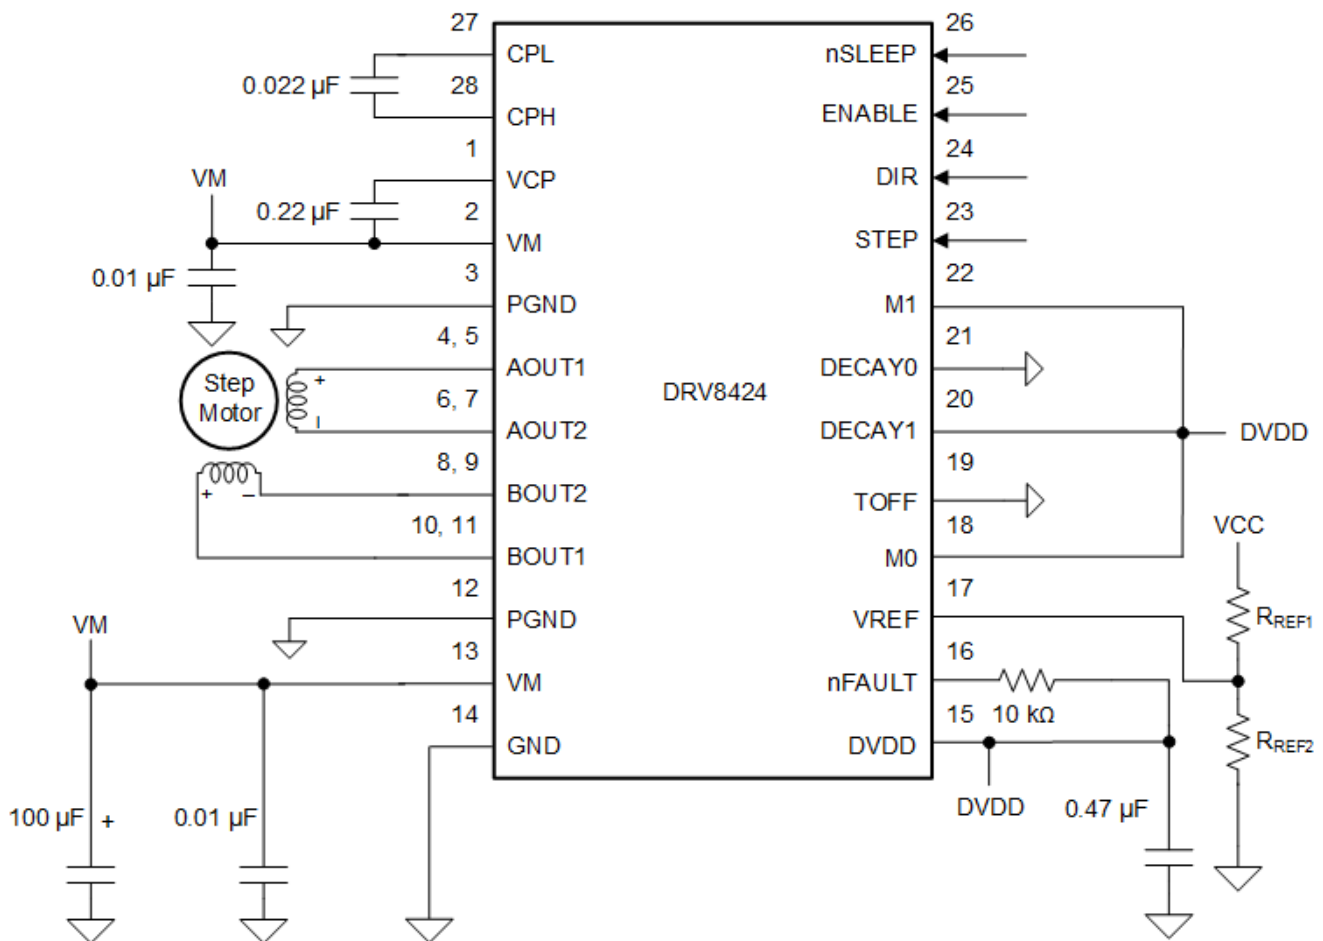 27
CPL
nSLEEP
26
0.022 µF
28
25
CPH
ENABLE
1
24
VM
VCP
DIR
0.22 µF
2
23
VM
STEP
0.01 µF
3
22
PGND
M1
4, 5
21
Step
Motor
+
–
AOUT1
DRV8424
DECAY0
6, 7
20
AOUT2
DECAY1
DVDD
8, 9
19
+
–
BOUT2
TOFF
10, 11
18
VCC
BOUT1
M0
12
17
VM
PGND
VREF
RREF1
13
16
VM
nFAULT
10 kΩ
14
15
GND
DVDD
RREF2
100 µF
+
0.01 µF
DVDD
0.47 µF